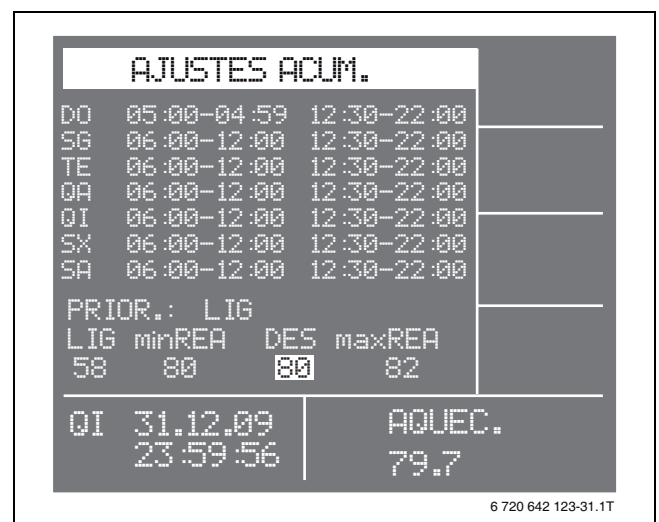 AJUSTES ACUM.
DO 05:00-04:59 12:30-22:00
SG 06:00-12:00 12:30-22:00
TE 06:00-12:00 12:30-22:00
QA 06:00-12:00 12:30-22:00
QI 06:00-12:00 12:30-22:00
SX 06:00-12:00 12:30-22:00
SA 06:00-12:00 12:30-22:00
PRIOR.: LIG
LIG minREA DES maxREA
58 80 80 82
QI 31.12.09
23:59:56
AQUEC.
79.7
6 720 642 123-31.1T